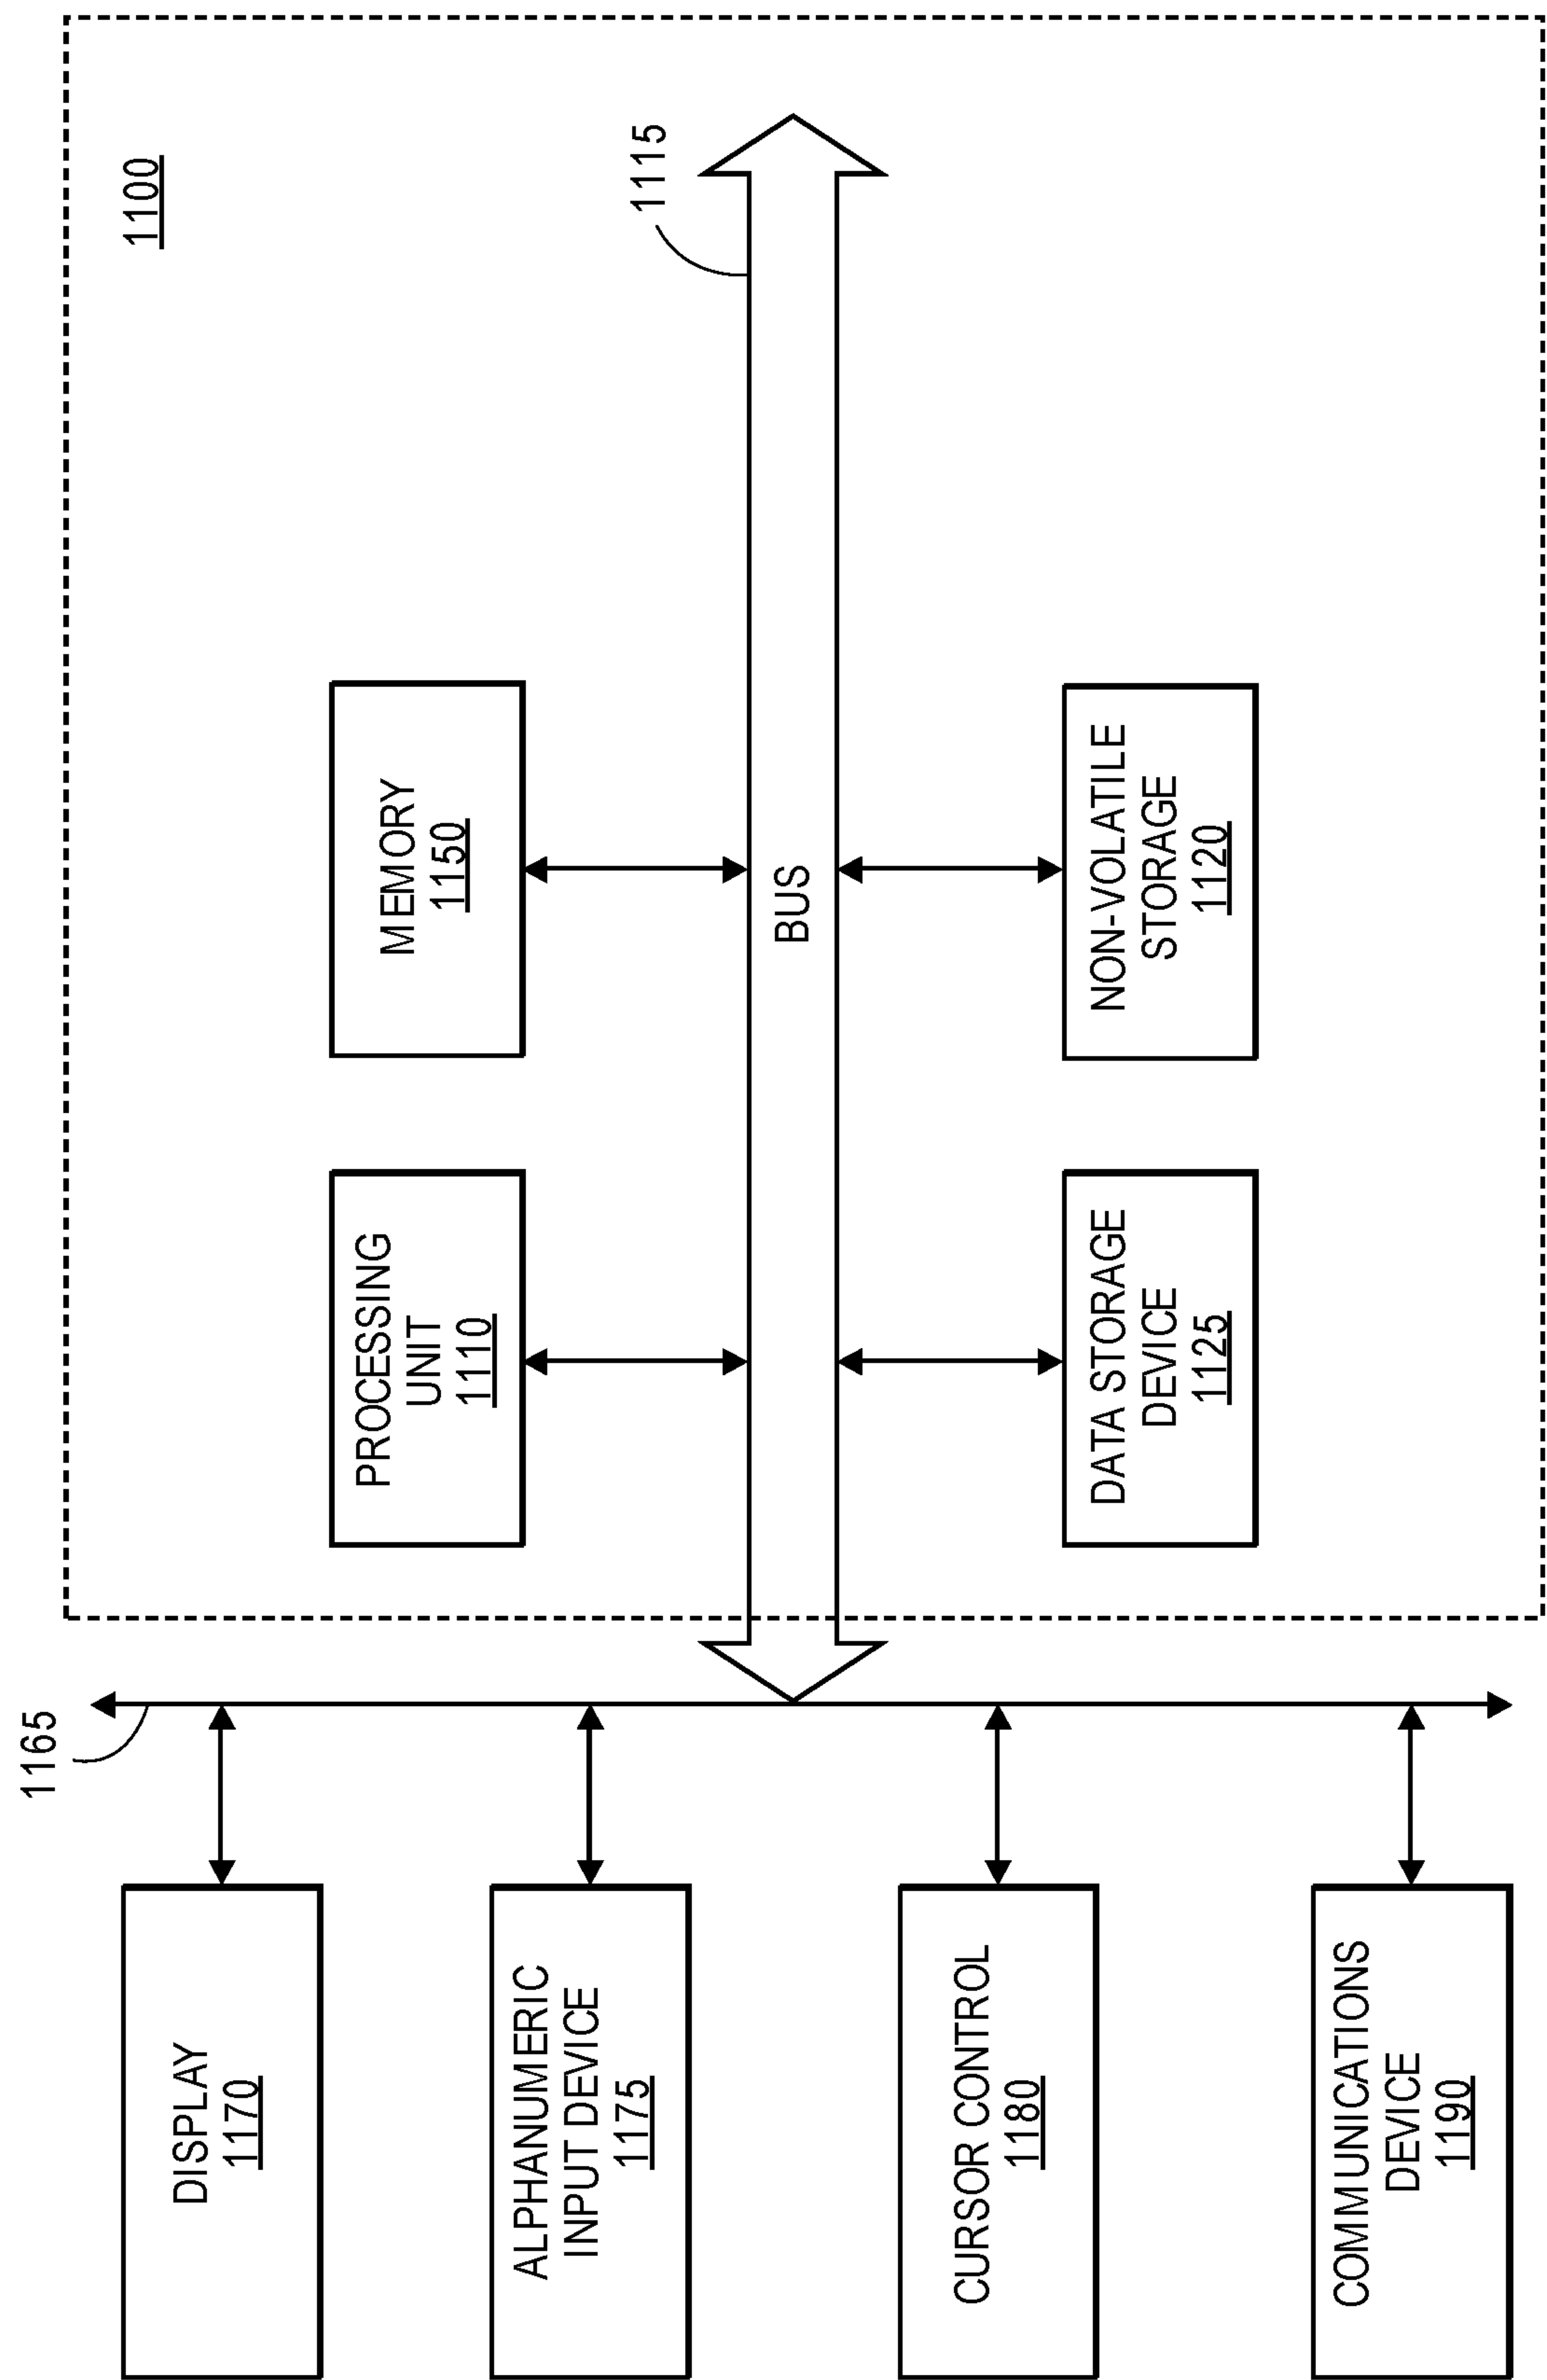 1100
1115
MEMORY
1150
NON-VOLATILE
STORAGE
1120
BUS
PROCESSING
UNIT
1110
DATA STORAGE
DEVICE
1125
1165
DISPLAY
1170
ALPHANUMERIC
INPUT DEVICE
1175
CURSOR CONTROL
1180
COMMUNICATIONS
DEVICE
1190